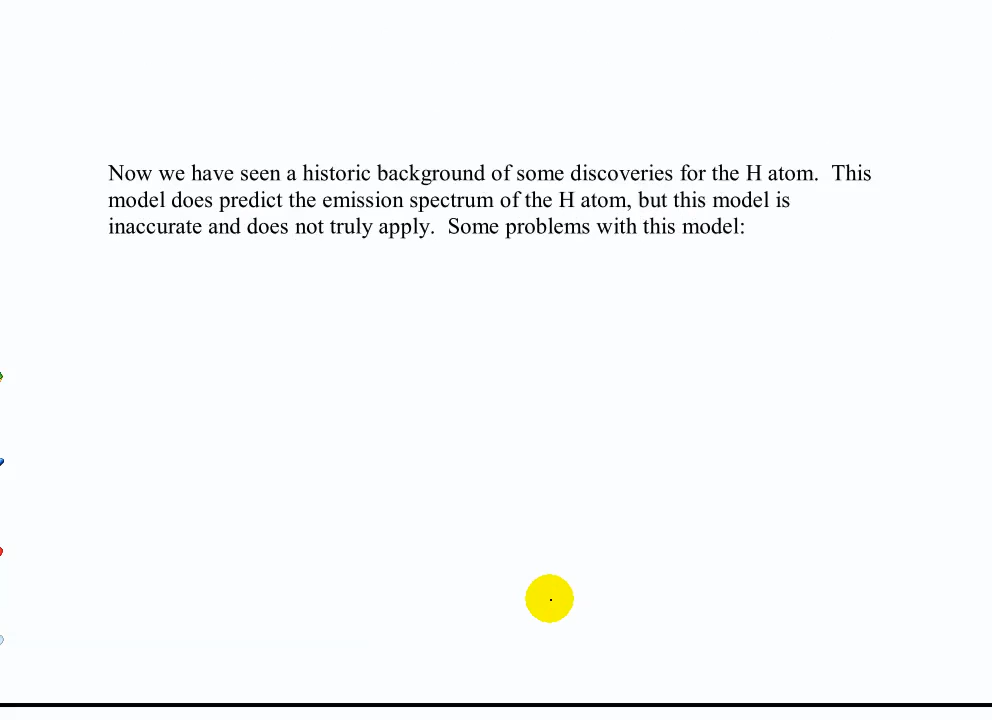 Now we have seen a historic background of some discoveries for the H atom.  This
model does predict the emission spectrum of the H atom, but this model is
inaccurate and does not truly apply.  Some problems with this model: